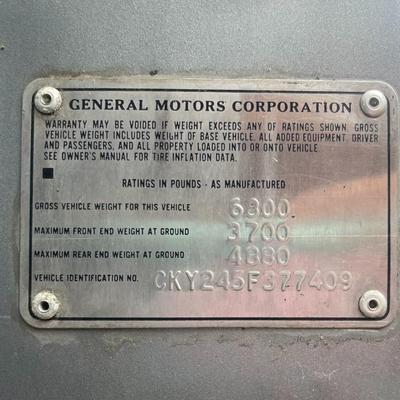 GENERAL MOTORS CORPORATION
WARRANTY MAY BE VOIDED IF WEIGHT EXCEEDS ANY OF RATINGS SHOWN. GROSS
VEHICLE WEIGHT INCLUDES WEIGHT OF BASE VEHICLE, ALL ADDED EQUIPMENT, DRIVER
AND PASSENGERS, AND ALL PROPERTY LOADED INTO OR ONTO VEHICLE.
SEE OWNER'S MANUAL FOR TIRE INFLATION DATA.
RATINGS IN POUNDS - AS MANUFACTURED
GROSS VEHICLE WEIGHT FOR THIS VEHICLE 6800
MAXIMUM FRONT END WEIGHT AT GROUND 3700
MAXIMUM REAR END WEIGHT AT GROUND 4880
VEHICLE IDENTIFICATION NO. CKY245F377409